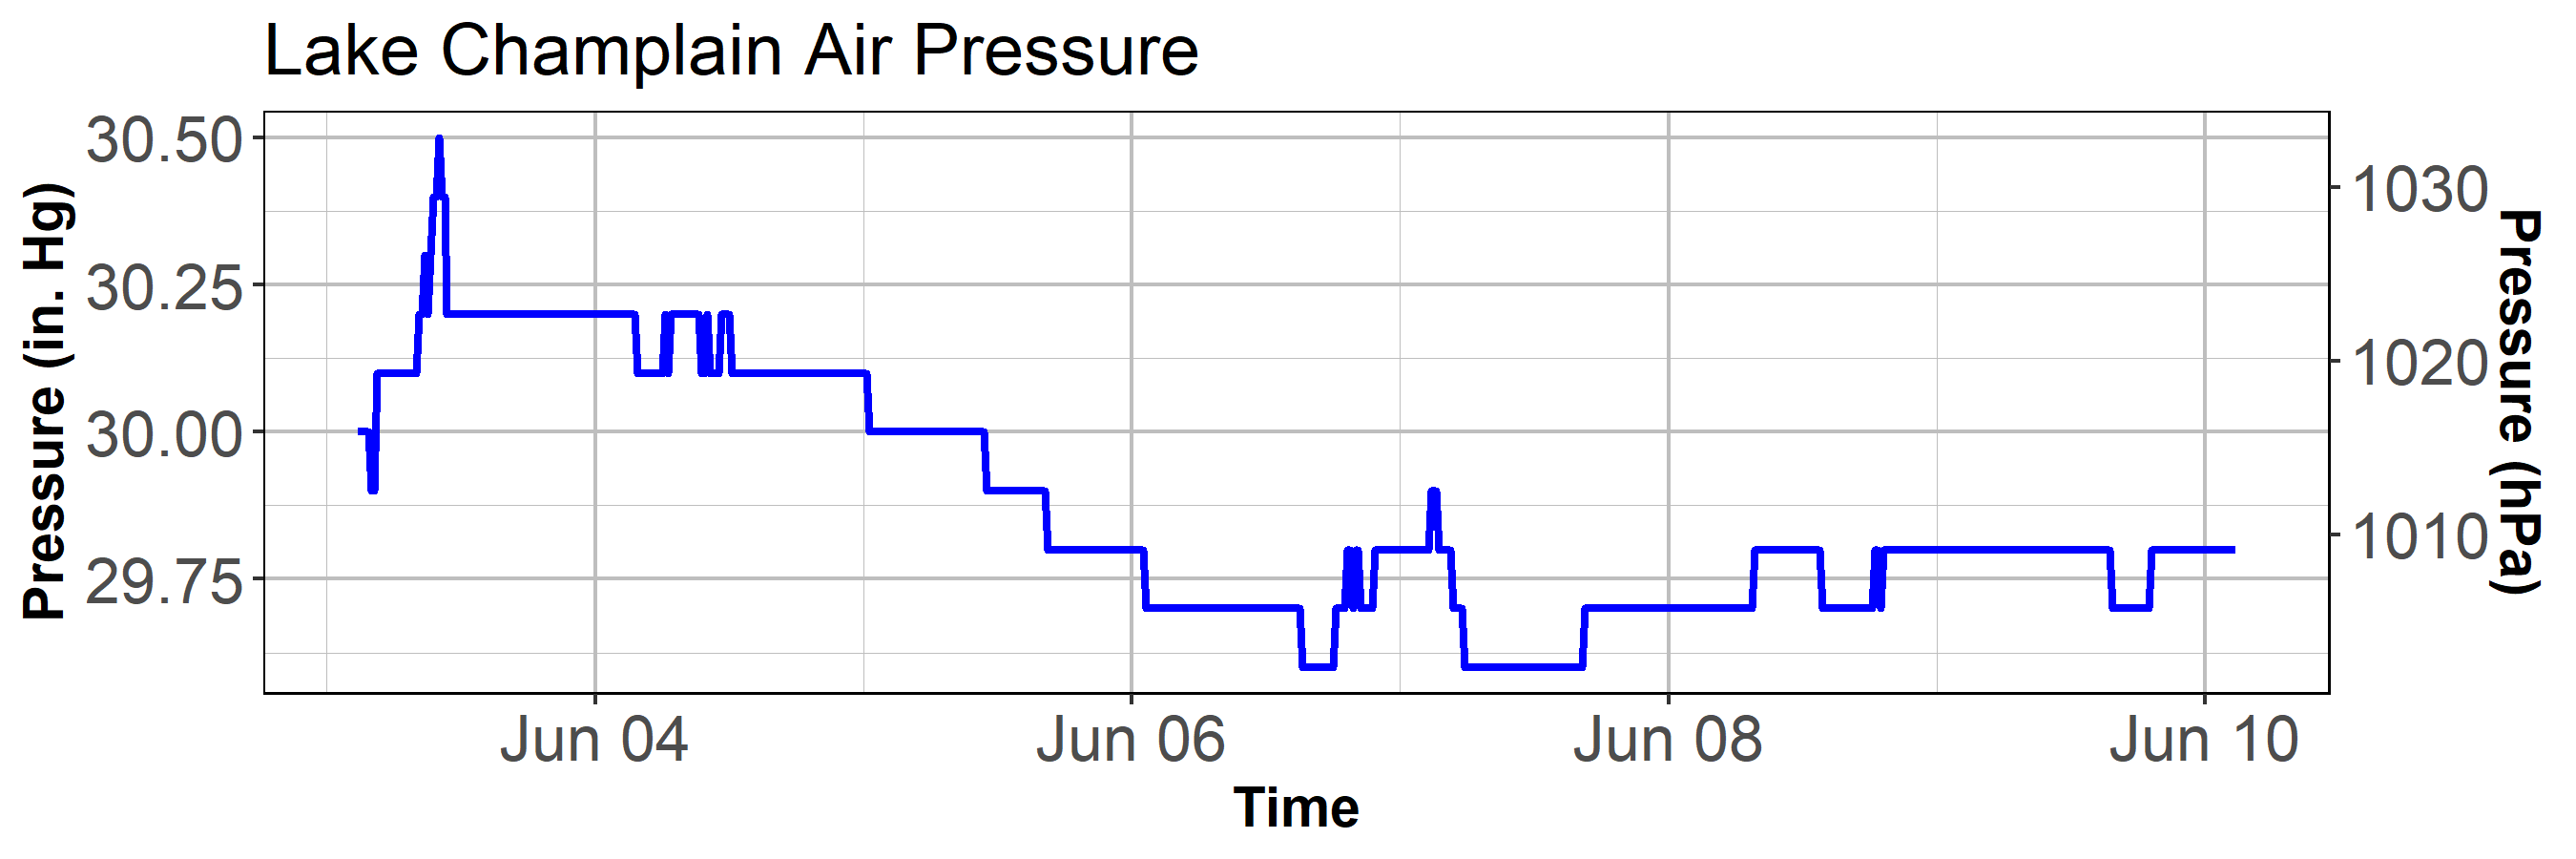 Lake Champlain Air Pressure
30.50
30.25
30.00
29.75
Pressure (in. Hg)
1030
1020
1010
Pressure (hPa)
Jun 04
Jun 06
Jun 08
Jun 10
Time